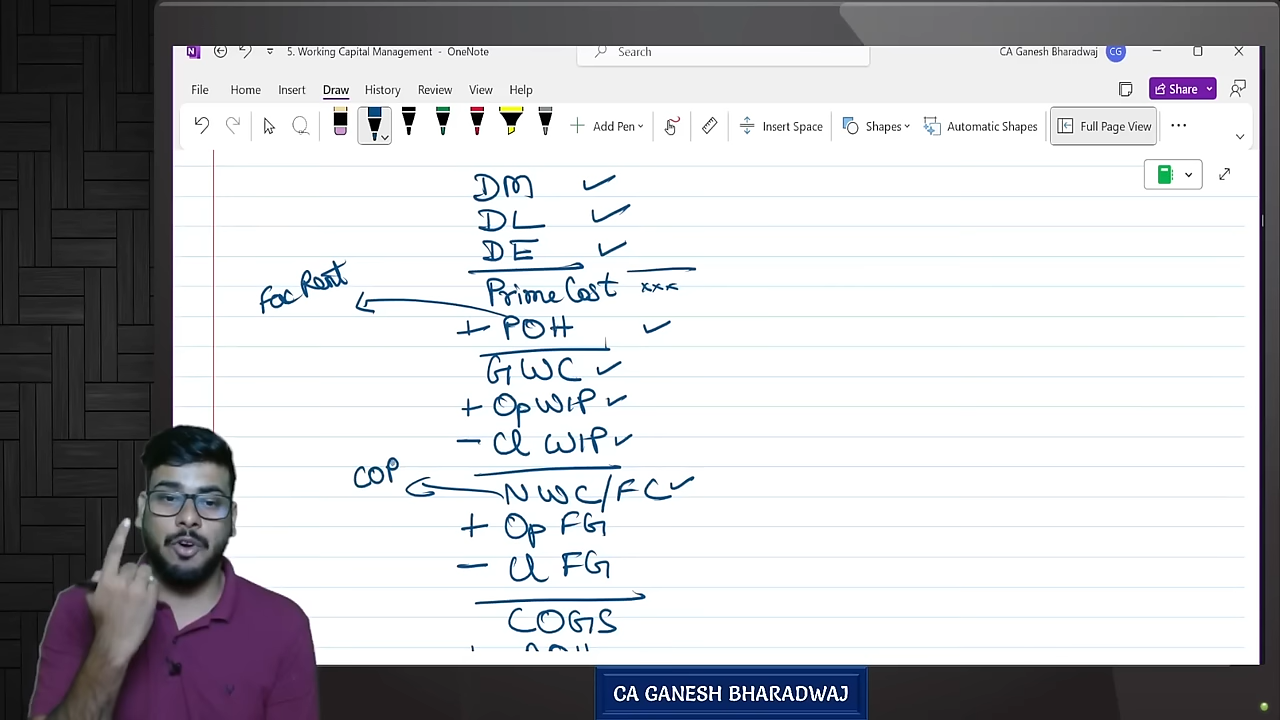 5. Working Capital Management - OneNote
Search
CA Ganesh Bharadwaj CG
File Home Insert Draw History Review View Help
Share
Add Pen
Insert Space
Shapes
Automatic Shapes
Full Page View
DM ✓
DL ✓
DE ✓
Prime Cost xxx
Fac Rent
+ POH ✓
GWC ✓
+ Op WIP ✓
- Cl WIP ✓
COP
NWC/FC ✓
+ Op FG
- Cl FG
COGS
CA GANESH BHARADWAJ